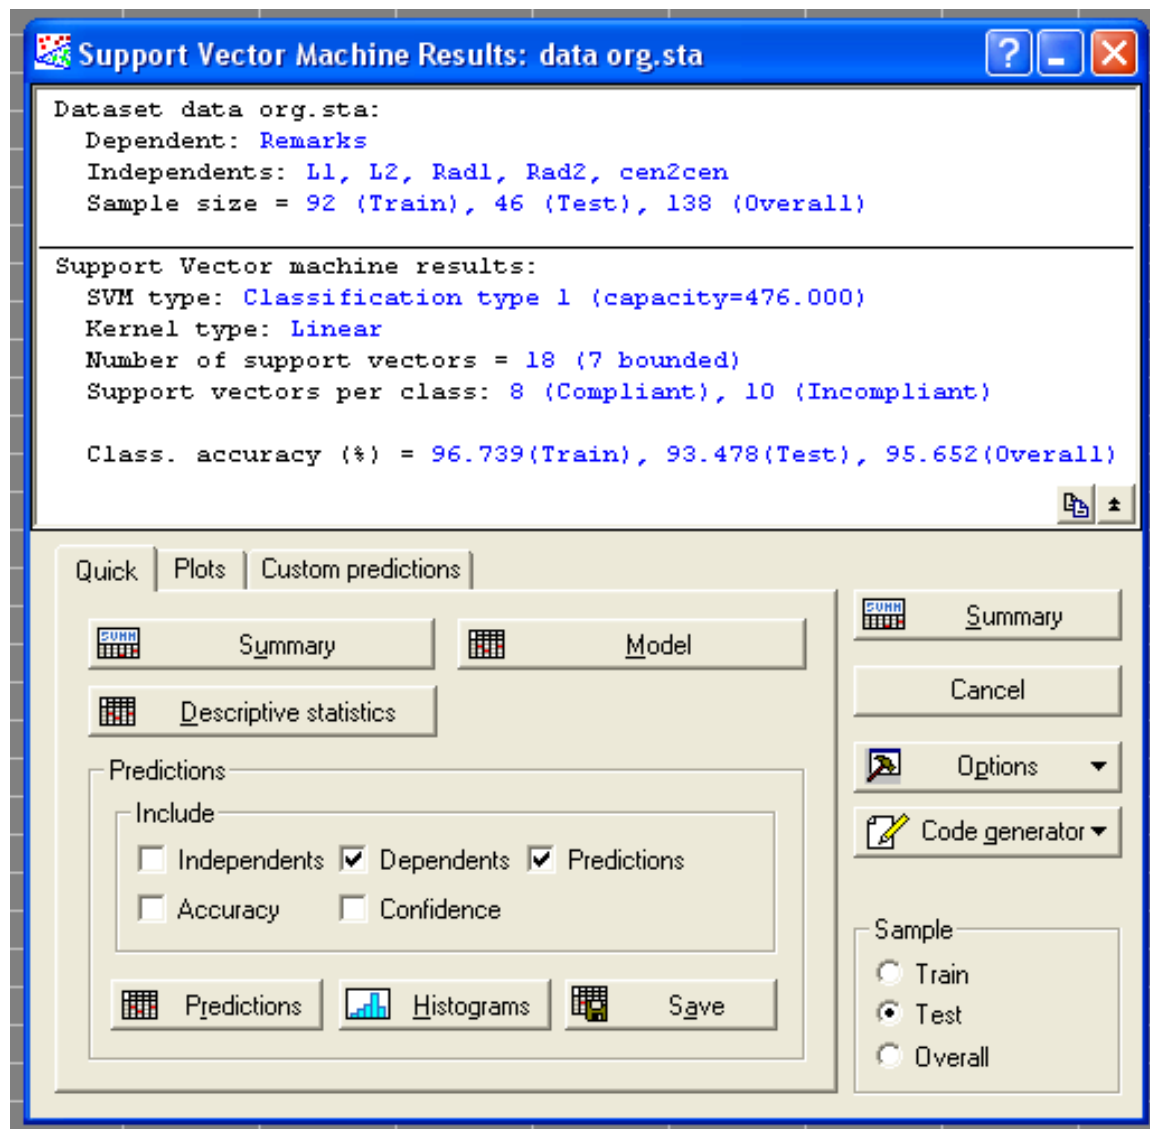 Support Vector Machine Results: data org.sta
Dataset data org.sta:
Dependent: Remarks
Independents: L1, L2, Rad1, Rad2, cen2cen
Sample size = 92 (Train), 46 (Test), 138 (Overall)
Support Vector machine results:
SVM type: Classification type 1 (capacity=476.000)
Kernel type: Linear
Number of support vectors = 18 (7 bounded)
Support vectors per class: 8 (Compliant), 10 (Incompliant)
Class. accuracy (%) = 96.739(Train), 93.478(Test), 95.652(Overall)
Quick Plots Custom predictions
Summary Model
Descriptive statistics
Predictions
Include
Independents Dependents Predictions
Accuracy Confidence
Predictions Histograms Save
Summary
Cancel
Options
Code generator
Sample
Train
Test
Overall